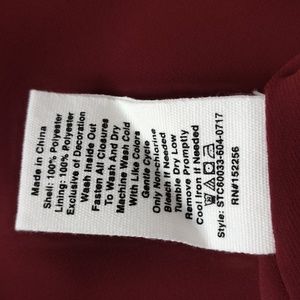 Made in China
Shell: 100% Polyester
Lining: 100% Polyester
Exclusive of Decoration
Wash Inside Out
Fasten All Closures
To Wash And Dry
Machine Wash Cold
With Like Colors
Gentle Cycle
Only Non-chlorine
Bleach If Needed
Tumble Dry Low
Remove Promptly
Cool Iron If Needed
Style: STC60033-604-0717
RN#152256